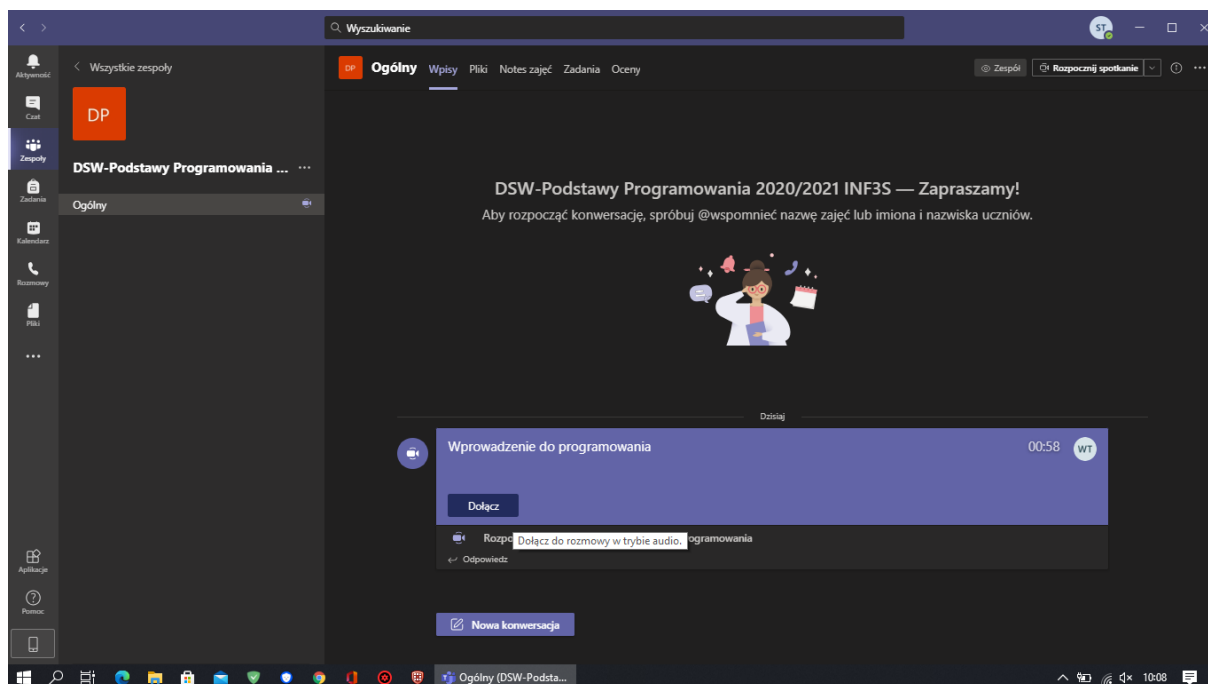 Wyszukiwanie
ST
Aktywność
Czat
Zespoły
Zadania
Kalendarz
Rozmowy
Pliki
Aplikacje
Pomoc
Wszystkie zespoły
DP
DSW-Podstawy Programowania ... ...
Ogólny
DP Ogólny Wpisy Pliki Notes zajęć Zadania Oceny
Zespół Rozpocznij spotkanie
DSW-Podstawy Programowania 2020/2021 INF3S — Zapraszamy!
Aby rozpocząć konwersację, spróbuj @wspomnieć nazwę zajęć lub imiona i nazwiska uczniów.
Dzisiaj
Wprowadzenie do programowania 00:58 WT
Dołącz
Rozpo ogramowania
Dołącz do rozmowy w trybie audio.
Odpowiedz
Nowa konwersacja
Ogólny (DSW-Podsta...
10:08